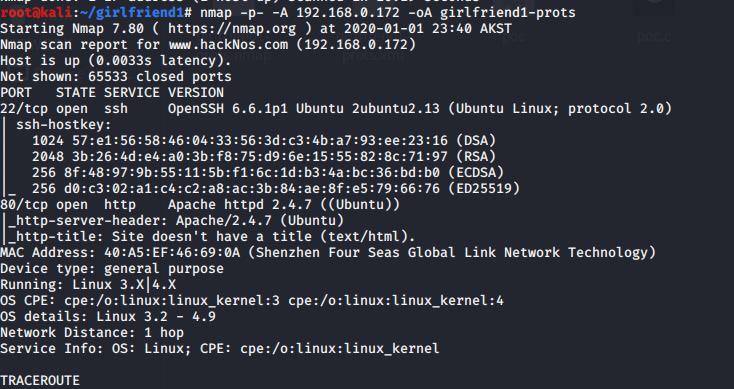 root@kali:~/girlfriend1# nmap -p- -A 192.168.0.172 -oA girlfriend1-prots
Starting Nmap 7.80 ( https://nmap.org ) at 2020-01-01 23:40 AKST
Nmap scan report for www.hackNos.com (192.168.0.172)
Host is up (0.0033s latency).
Not shown: 65533 closed ports
PORT   STATE SERVICE VERSION
22/tcp open  ssh     OpenSSH 6.6.1p1 Ubuntu 2ubuntu2.13 (Ubuntu Linux; protocol 2.0)
| ssh-hostkey:
|   1024 57:e1:56:58:46:04:33:56:3d:c3:4b:a7:93:ee:23:16 (DSA)
|   2048 3b:26:4d:e4:a0:3b:f8:75:d9:6e:15:55:82:8c:71:97 (RSA)
|   256 8f:48:97:9b:55:11:5b:f1:6c:1d:b3:4a:bc:36:bd:b0 (ECDSA)
|_  256 d0:c3:02:a1:c4:c2:a8:ac:3b:84:ae:8f:e5:79:66:76 (ED25519)
80/tcp open  http    Apache httpd 2.4.7 ((Ubuntu))
|_http-server-header: Apache/2.4.7 (Ubuntu)
|_http-title: Site doesn't have a title (text/html).
MAC Address: 40:A5:EF:46:69:0A (Shenzhen Four Seas Global Link Network Technology)
Device type: general purpose
Running: Linux 3.X|4.X
OS CPE: cpe:/o:linux:linux_kernel:3 cpe:/o:linux:linux_kernel:4
OS details: Linux 3.2 - 4.9
Network Distance: 1 hop
Service Info: OS: Linux; CPE: cpe:/o:linux:linux_kernel
TRACEROUTE